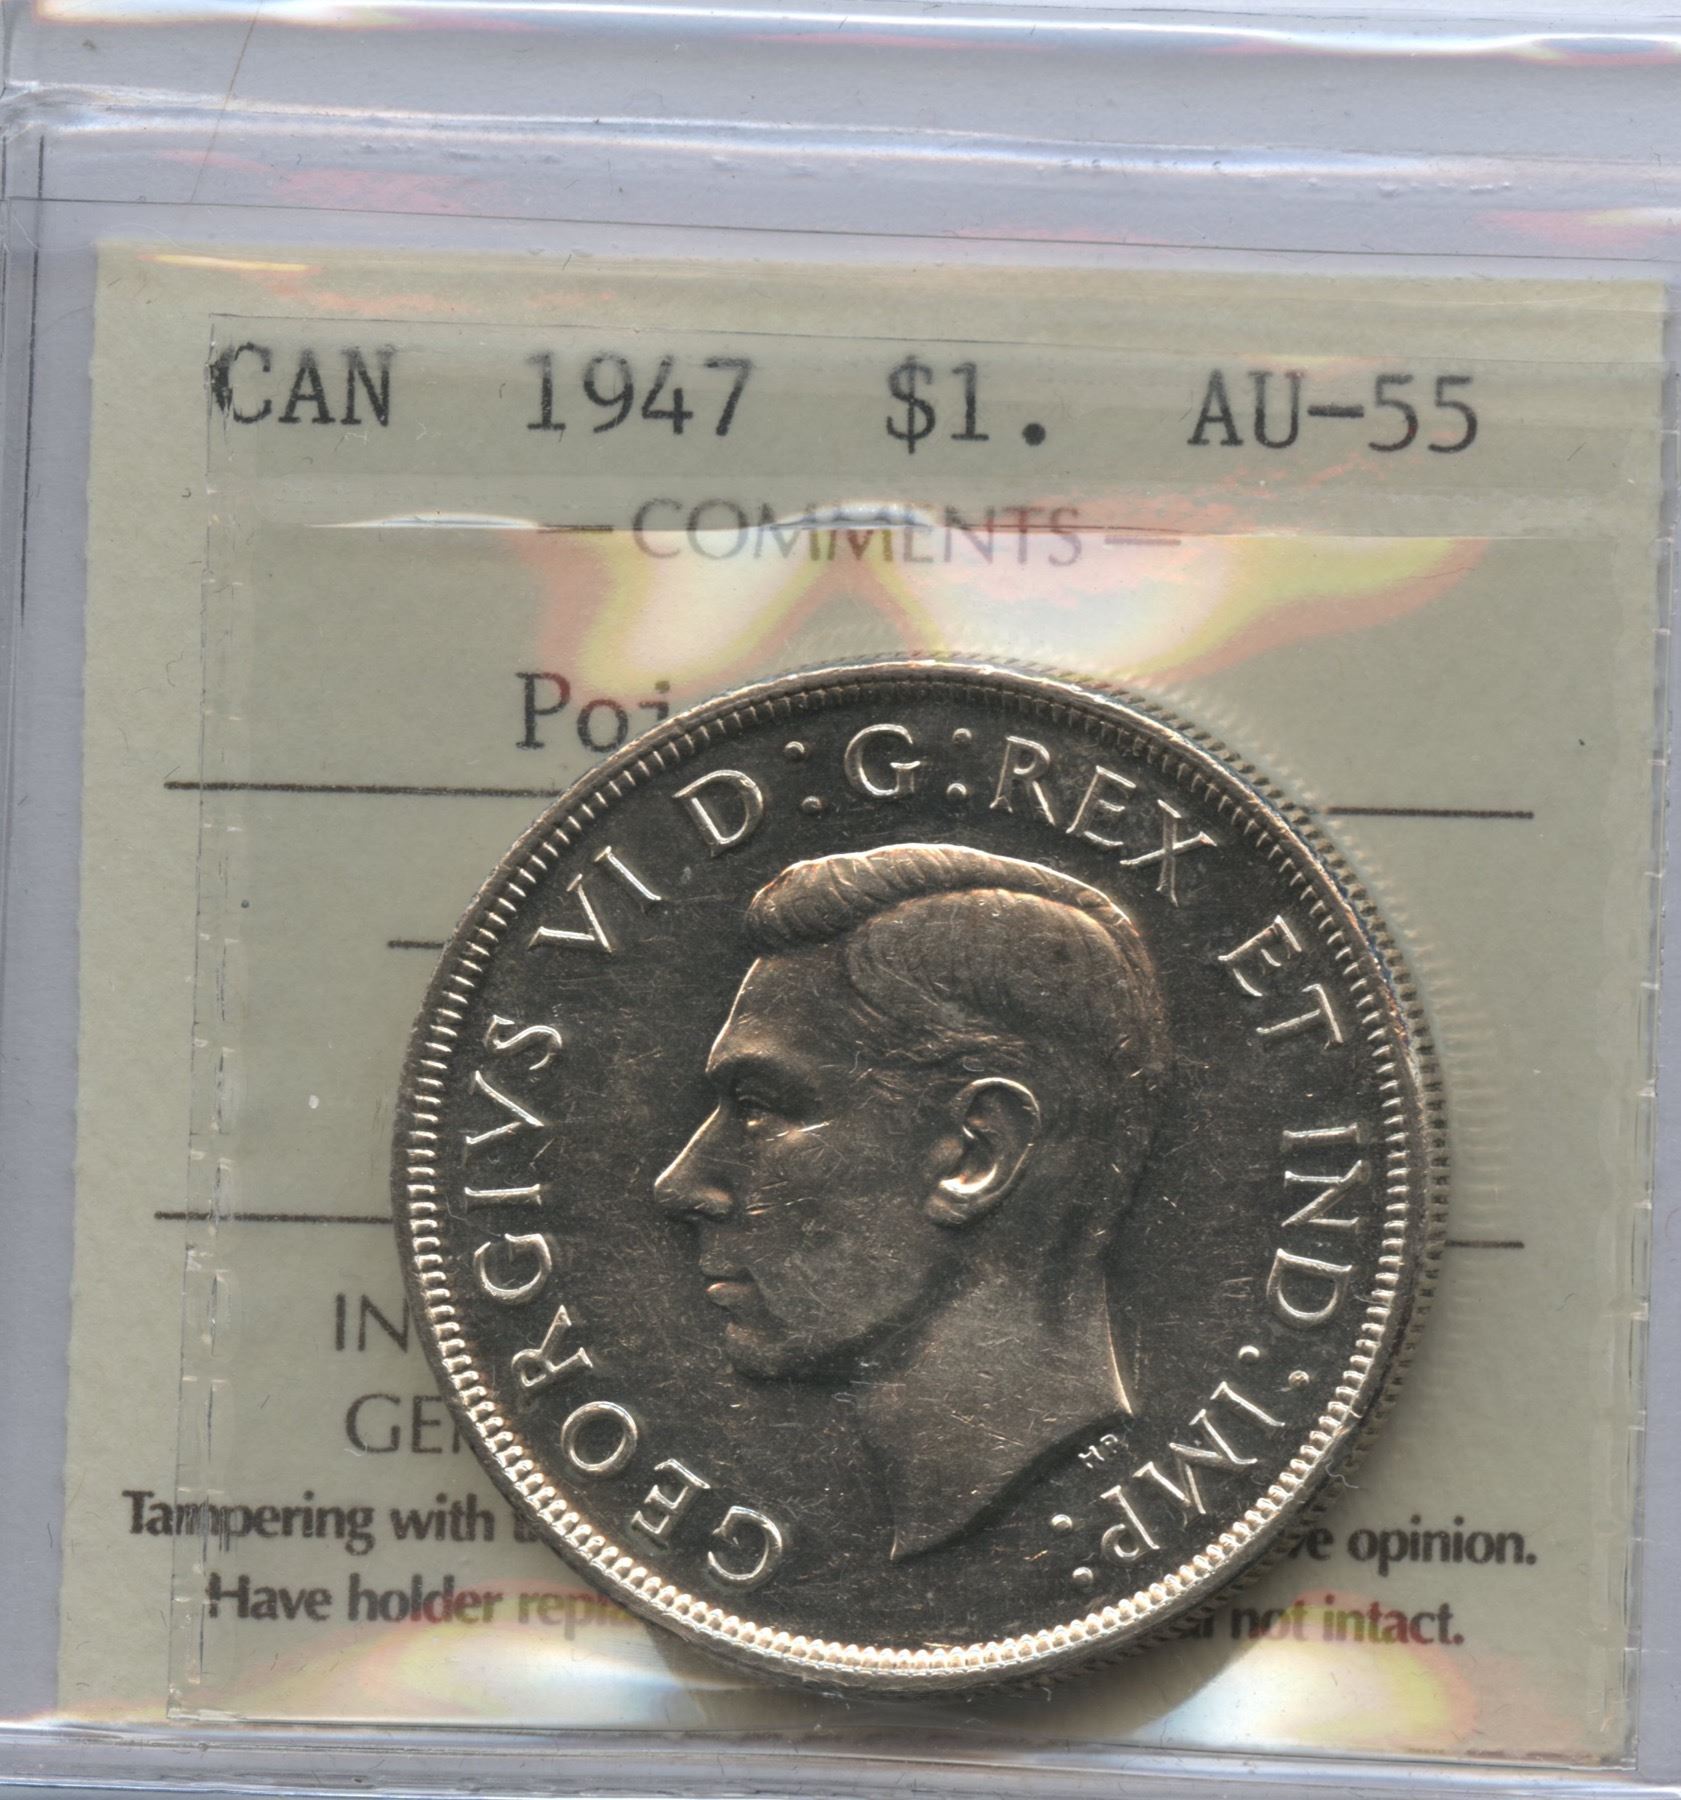 CAN 1947 $1. AU-55
— COMMENTS —
Poi
GEORGIVS VI D:G:REX ET IND:IMP:
HP
IN
GE
Tampering with opinion.
Have holder not intact.